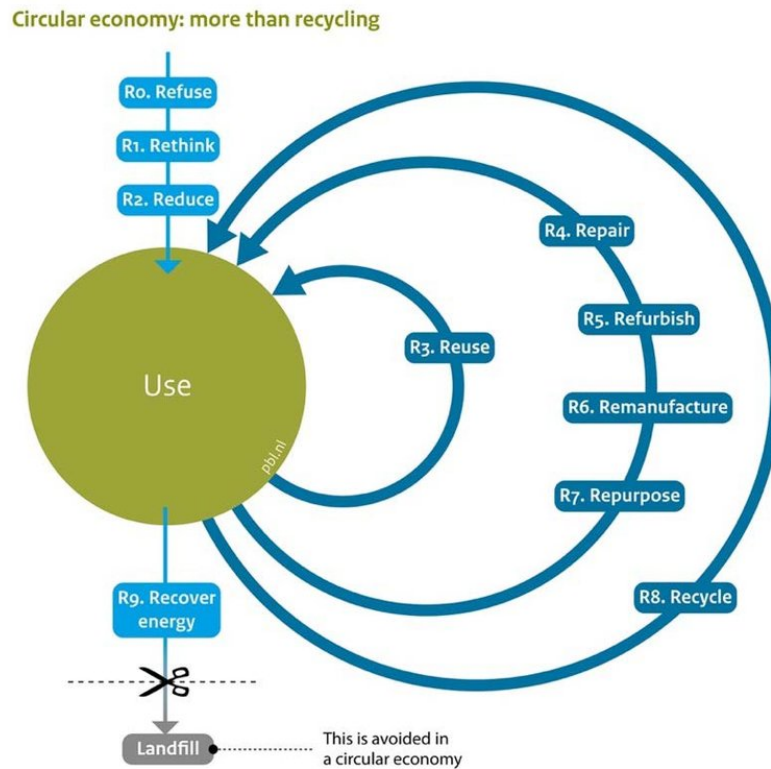 Circular economy: more than recycling
R0. Refuse
R1. Rethink
R2. Reduce
R4. Repair
R5. Refurbish
R3. Reuse
Use
R6. Remanufacture
pbl.nl
R7. Repurpose
R9. Recover
energy
R8. Recycle
Landfill
This is avoided in
a circular economy